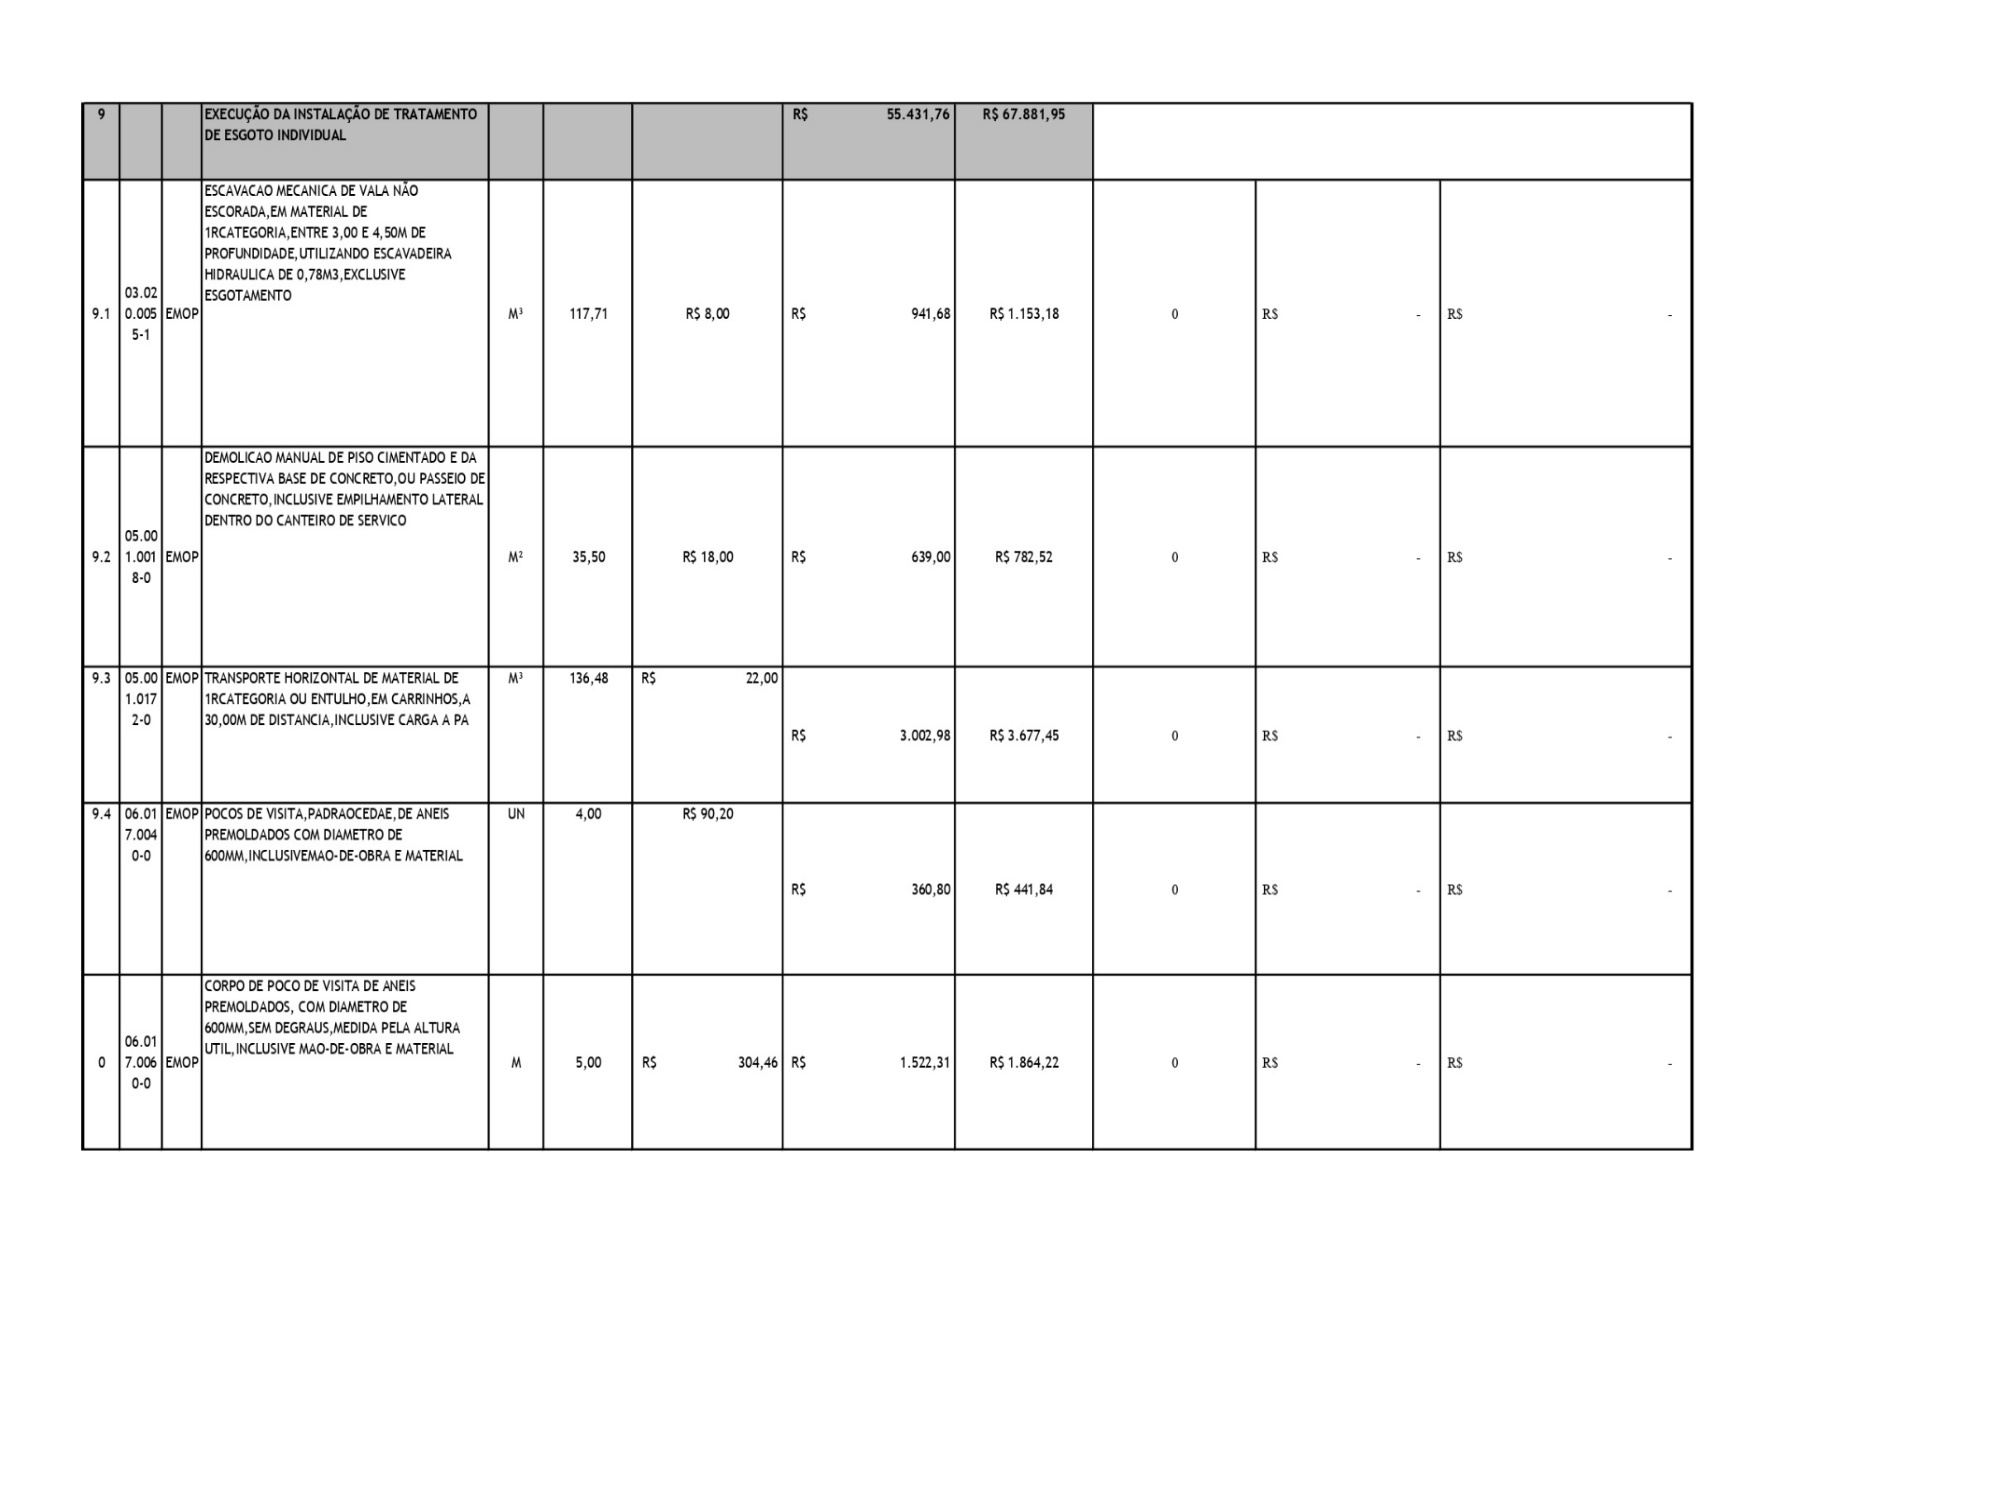 9 EXECUÇÃO DA INSTALAÇÃO DE TRATAMENTO R$ 55.431,76 R$ 67.881,95
DE ESGOTO INDIVIDUAL
ESCAVACAO MECANICA DE VALA NÃO
ESCORADA,EM MATERIAL DE
1RCATEGORIA,ENTRE 3,00 E 4,50M DE
PROFUNDIDADE,UTILIZANDO ESCAVADEIRA
HIDRAULICA DE 0,78M3,EXCLUSIVE
03.02 ESGOTAMENTO
9.1 0.005 EMOP M³ 117,71 R$ 8,00 R$ 941,68 R$ 1.153,18 0 R$ - R$ -
5-1
DEMOLICAO MANUAL DE PISO CIMENTADO E DA
RESPECTIVA BASE DE CONCRETO,OU PASSEIO DE
CONCRETO,INCLUSIVE EMPILHAMENTO LATERAL
DENTRO DO CANTEIRO DE SERVICO
05.00
9.2 1.001 EMOP M² 35,50 R$ 18,00 R$ 639,00 R$ 782,52 0 R$ - R$ -
8-0
9.3 05.00 EMOP TRANSPORTE HORIZONTAL DE MATERIAL DE M³ 136,48 R$ 22,00
1.017 1RCATEGORIA OU ENTULHO,EM CARRINHOS,A
2-0 30,00M DE DISTANCIA,INCLUSIVE CARGA A PA
R$ 3.002,98 R$ 3.677,45 0 R$ - R$ -
9.4 06.01 EMOP POCOS DE VISITA,PADRAOCEDAE,DE ANEIS UN 4,00 R$ 90,20
7.004 PREMOLDADOS COM DIAMETRO DE
0-0 600MM,INCLUSIVEMAO-DE-OBRA E MATERIAL
R$ 360,80 R$ 441,84 0 R$ - R$ -
CORPO DE POCO DE VISITA DE ANEIS
PREMOLDADOS, COM DIAMETRO DE
600MM,SEM DEGRAUS,MEDIDA PELA ALTURA
06.01 UTIL,INCLUSIVE MAO-DE-OBRA E MATERIAL
0 7.006 EMOP M 5,00 R$ 304,46 R$ 1.522,31 R$ 1.864,22 0 R$ - R$ -
0-0